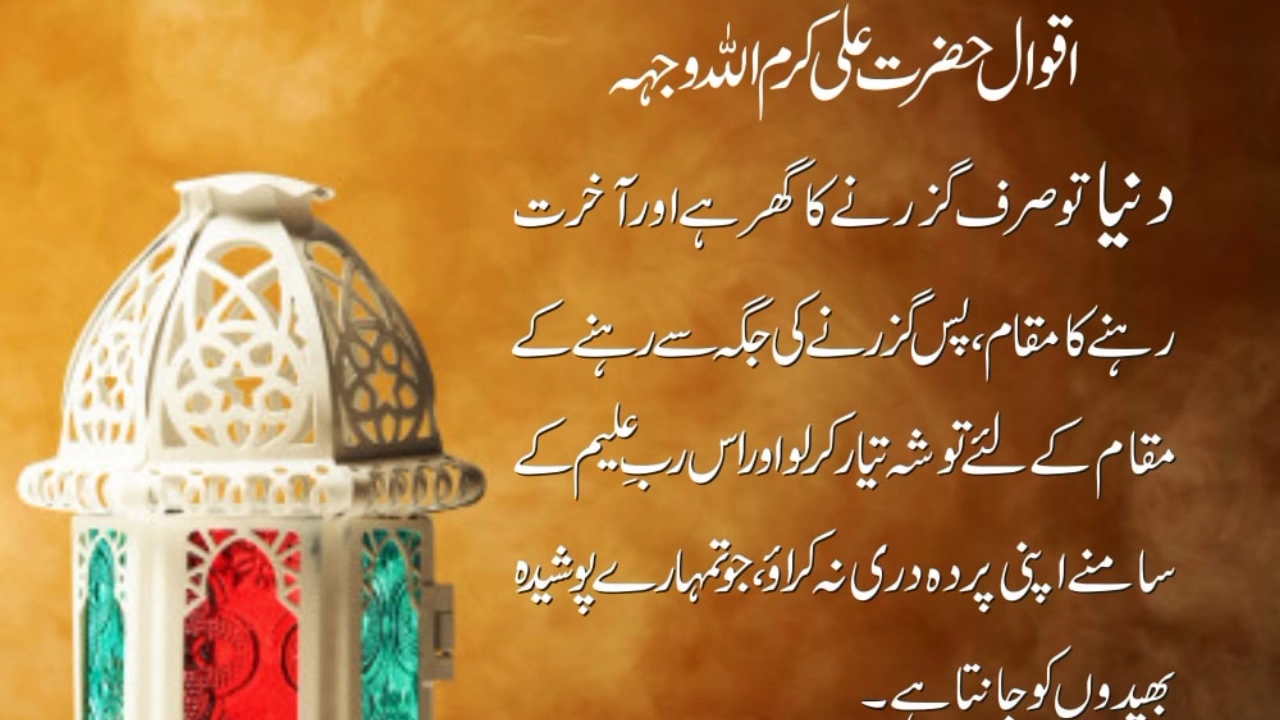 اقوال حضرت علی کرم اللہ وجہہ
دنیا تو صرف گزرنے کا گھر ہے اور آخرت
رہنے کا مقام، پس گزرنے کی جگہ سے رہنے کے
مقام کے لئے توشہ تیار کر لو اور اس ربِ علیم کے
سامنے اپنی پردہ دری نہ کراؤ، جو تمہارے پوشیدہ
بھیدوں کو جانتا ہے۔